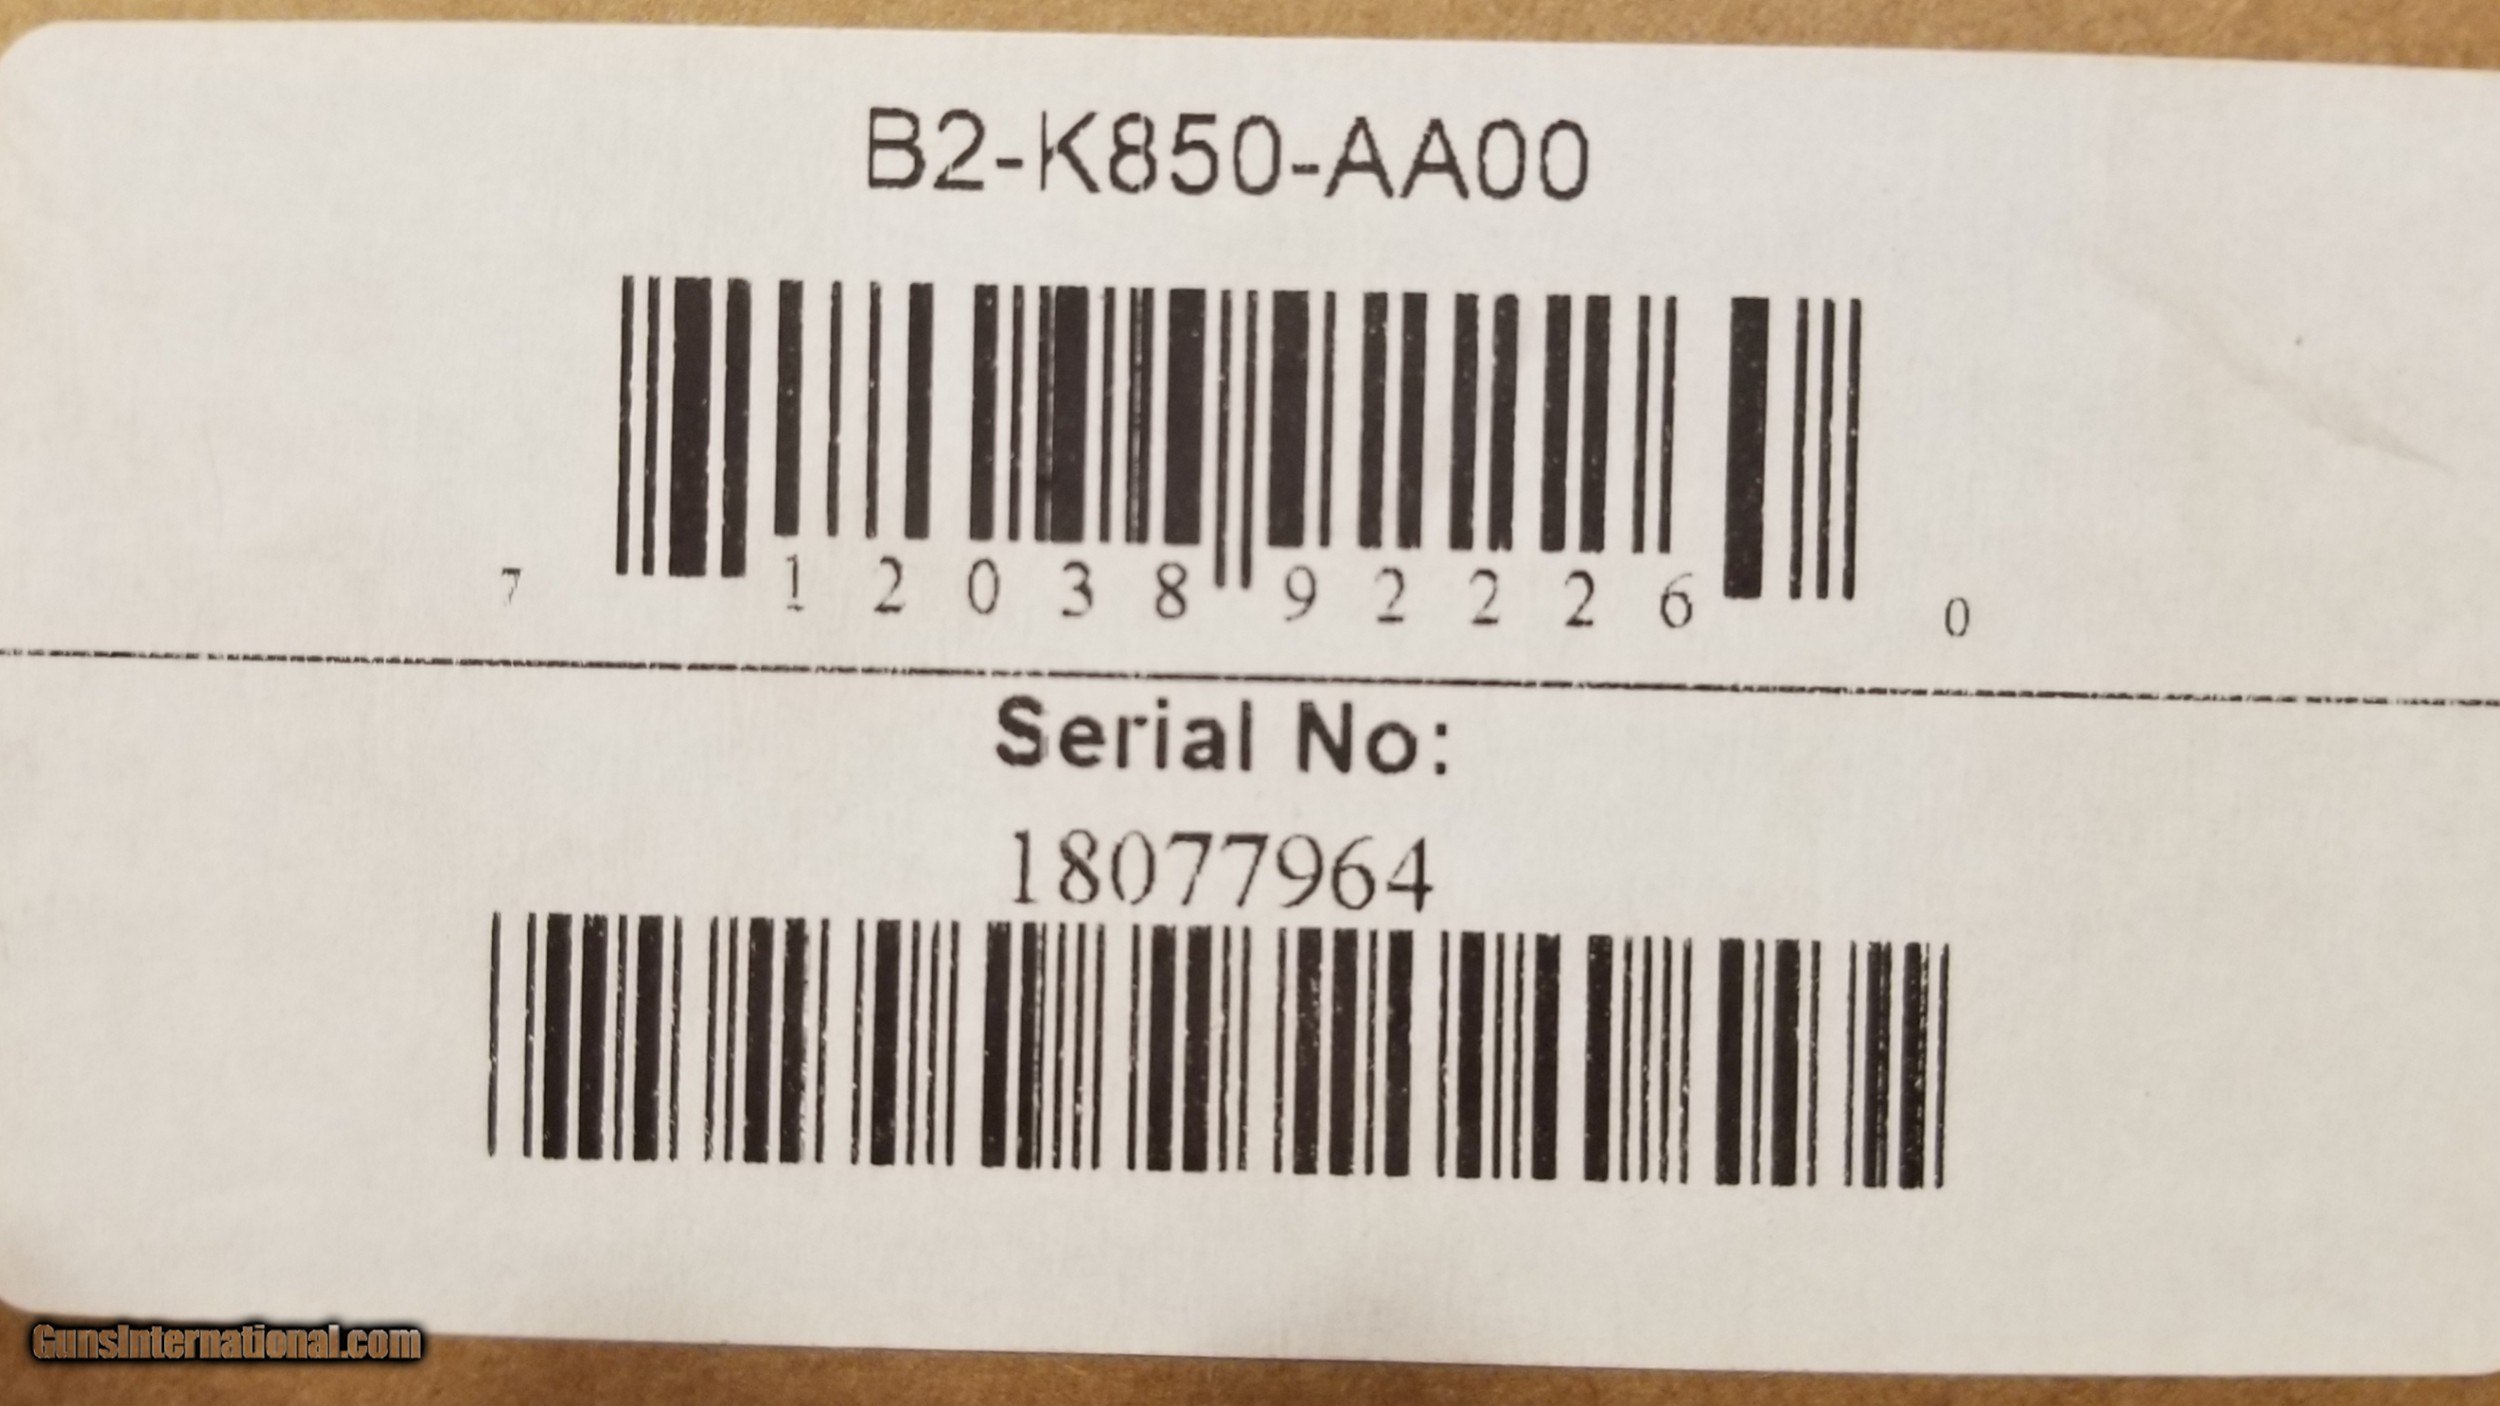 B2-K850-AA00
7 12038 92226 0
Serial No:
18077964
GunsInternational.com